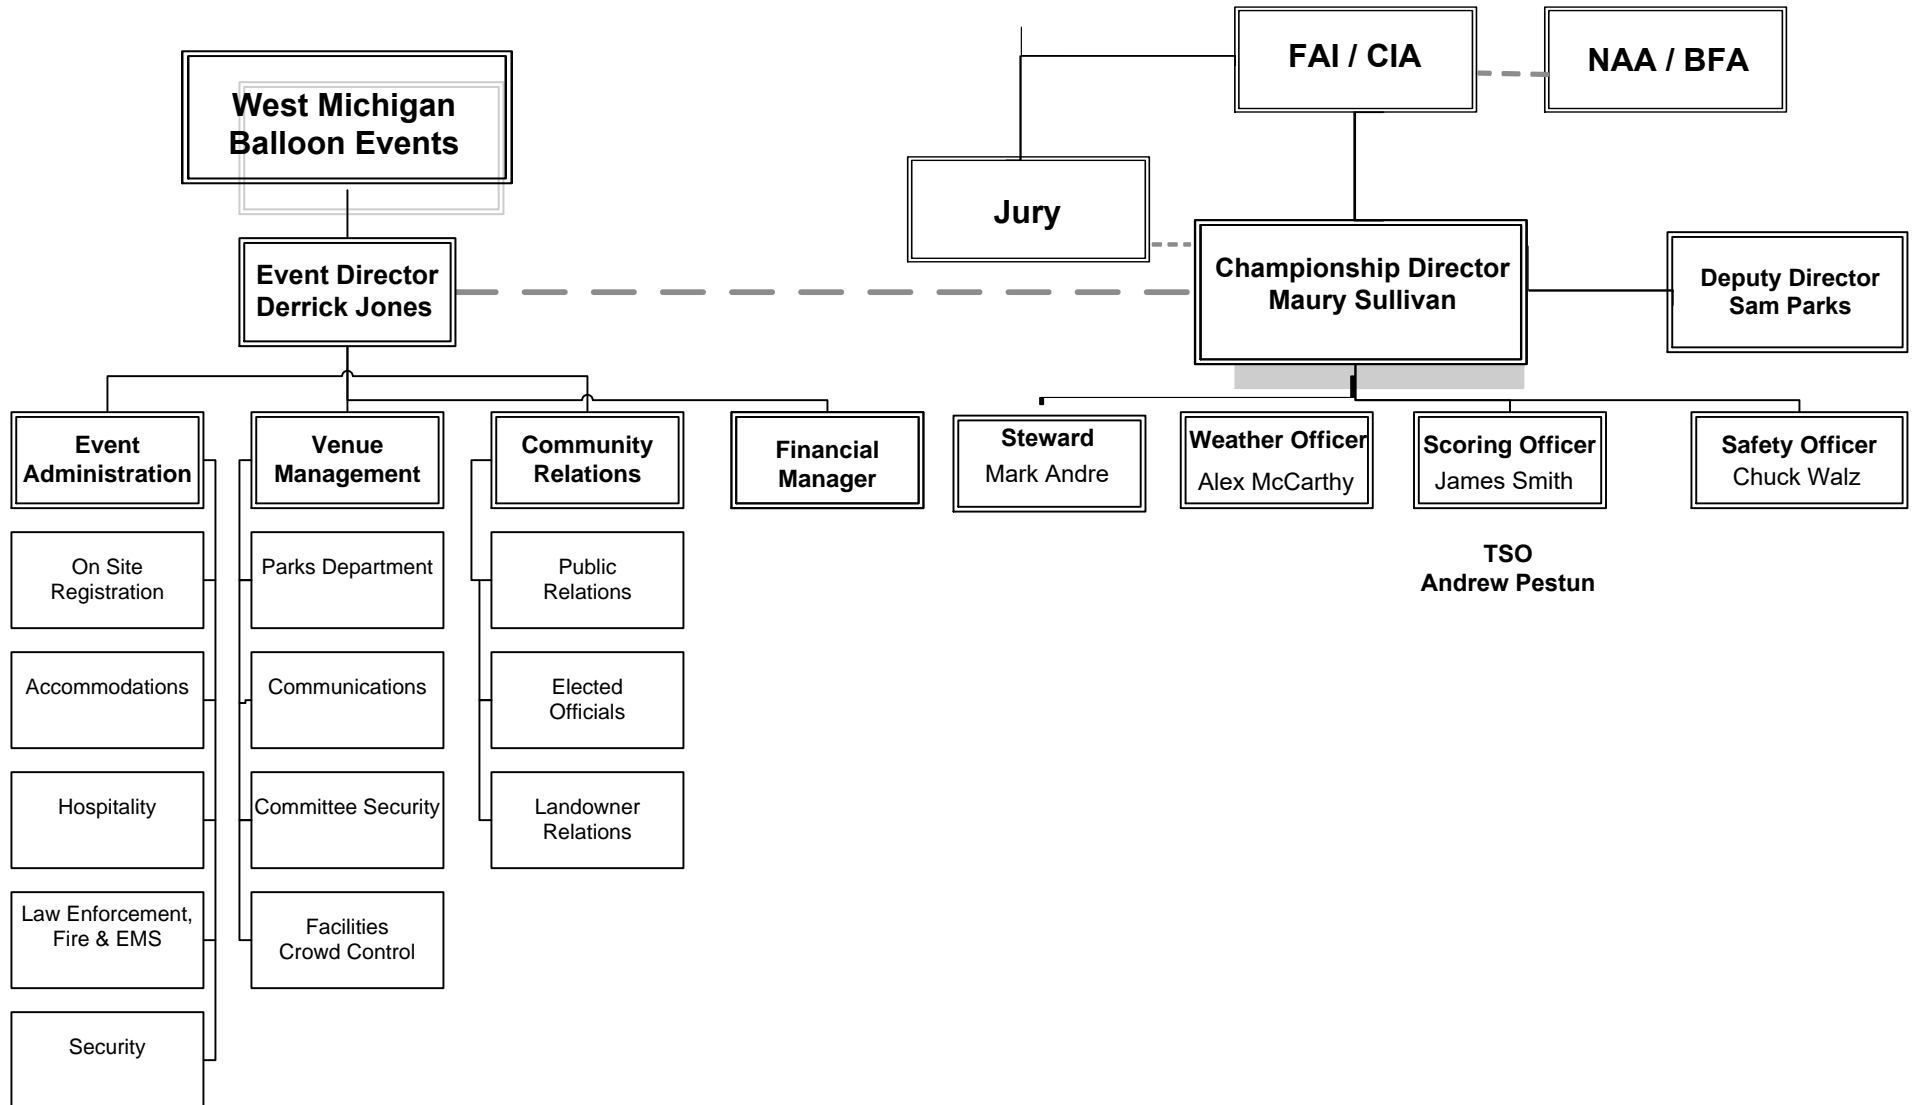 West Michigan
Balloon Events
FAI / CIA
NAA / BFA
Jury
Event Director
Derrick Jones
Championship Director
Maury Sullivan
Deputy Director
Sam Parks
Event
Administration
Venue
Management
Community
Relations
Financial
Manager
Steward
Mark Andre
Weather Officer
Alex McCarthy
Scoring Officer
James Smith
Safety Officer
Chuck Walz
TSO
Andrew Pestun
On Site
Registration
Parks Department
Public
Relations
Accommodations
Communications
Elected
Officials
Hospitality
Committee Security
Landowner
Relations
Law Enforcement,
Fire & EMS
Facilities
Crowd Control
Security